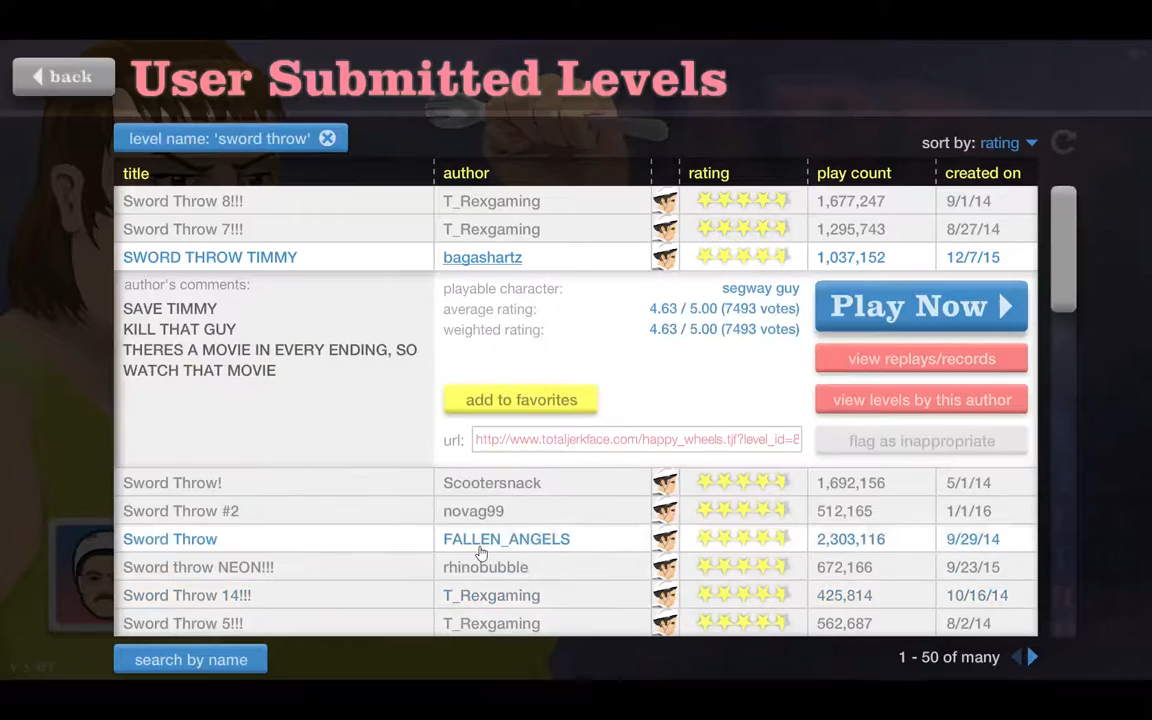 back
User Submitted Levels
level name: 'sword throw'
sort by: rating
title author rating play count created on
Sword Throw 8!!! T_Rexgaming 1,677,247 9/1/14
Sword Throw 7!!! T_Rexgaming 1,295,743 8/27/14
SWORD THROW TIMMY bagashartz 1,037,152 12/7/15
author's comments:
SAVE TIMMY
KILL THAT GUY
THERES A MOVIE IN EVERY ENDING, SO
WATCH THAT MOVIE
playable character: segway guy
average rating: 4.63 / 5.00 (7493 votes)
weighted rating: 4.63 / 5.00 (7493 votes)
add to favorites
url: http://www.totaljerkface.com/happy_wheels.tjf?level_id=8
Play Now
view replays/records
view levels by this author
flag as inappropriate
Sword Throw! Scootersnack 1,692,156 5/1/14
Sword Throw #2 novag99 512,165 1/1/16
Sword Throw FALLEN_ANGELS 2,303,116 9/29/14
Sword throw NEON!!! rhinobubble 672,166 9/23/15
Sword Throw 14!!! T_Rexgaming 425,814 10/16/14
Sword Throw 5!!! T_Rexgaming 562,687 8/2/14
search by name
1 - 50 of many